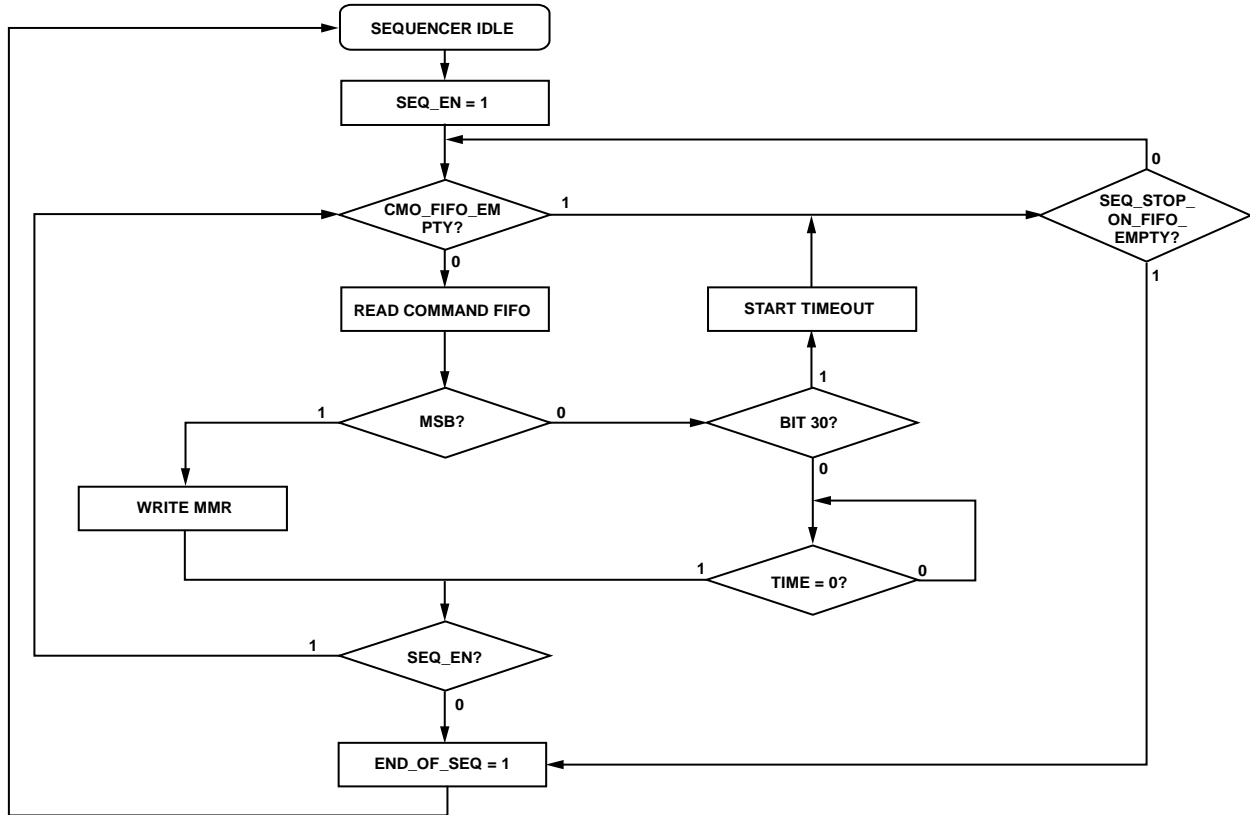 SEQUENCER IDLE
SEQ_EN = 1
0
CMO_FIFO_EM
PTY?
1
SEQ_STOP_
ON_FIFO_
EMPTY?
0
1
READ COMMAND FIFO
START TIMEOUT
1
1
MSB?
0
BIT 30?
0
WRITE MMR
1
TIME = 0?
0
1
SEQ_EN?
0
END_OF_SEQ = 1